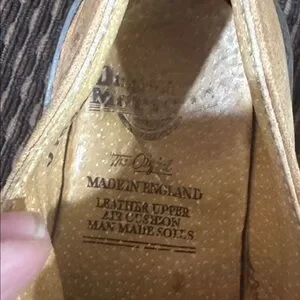 The Original
MADE IN ENGLAND
LEATHER UPPER
AIR CUSHION
MAN MADE SOLES